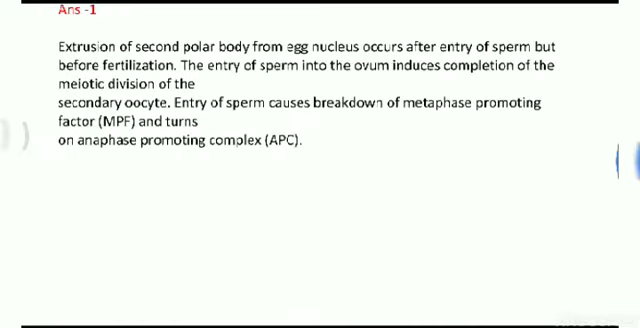 Ans -1
Extrusion of second polar body from egg nucleus occurs after entry of sperm but
before fertilization. The entry of sperm into the ovum induces completion of the
meiotic division of the
secondary oocyte. Entry of sperm causes breakdown of metaphase promoting
factor (MPF) and turns
on anaphase promoting complex (APC).